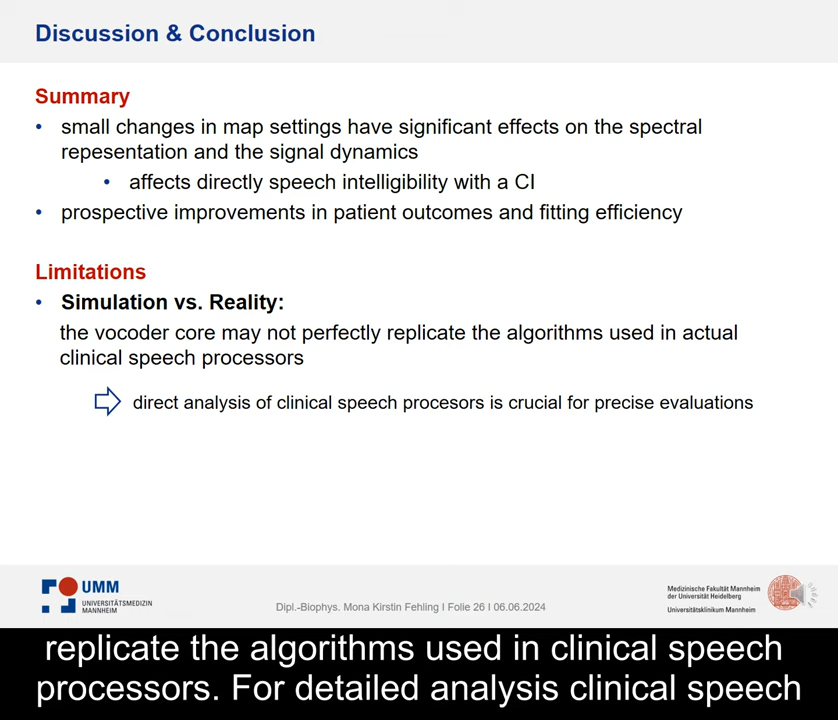 Discussion & Conclusion
Summary
• small changes in map settings have significant effects on the spectral
repesentation and the signal dynamics
• affects directly speech intelligibility with a CI
• prospective improvements in patient outcomes and fitting efficiency
Limitations
• Simulation vs. Reality:
the vocoder core may not perfectly replicate the algorithms used in actual
clinical speech processors
direct analysis of clinical speech procesors is crucial for precise evaluations
UMM
UNIVERSITÄTSMEDIZIN
MANNHEIM
Dipl.-Biophys. Mona Kirstin Fehling I Folie 26 I 06.06.2024
Medizinische Fakultät Mannheim
der Universität Heidelberg
Universitätsklinikum Mannheim
replicate the algorithms used in clinical speech
processors. For detailed analysis clinical speech